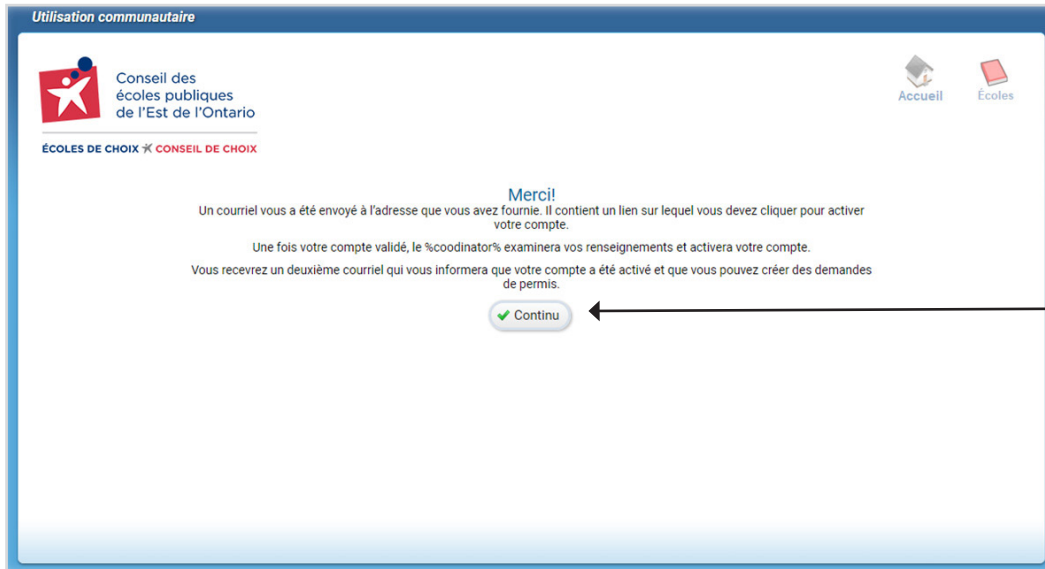 Utilisation communautaire
Conseil des
écoles publiques
de l'Est de l'Ontario
ÉCOLES DE CHOIX CONSEIL DE CHOIX
Accueil
Écoles
Merci!
Un courriel vous a été envoyé à l'adresse que vous avez fournie. Il contient un lien sur lequel vous devez cliquer pour activer
votre compte.
Une fois votre compte validé, le %coodinator% examinera vos renseignements et activera votre compte.
Vous recevrez un deuxième courriel qui vous informera que votre compte a été activé et que vous pouvez créer des demandes
de permis.
Continu